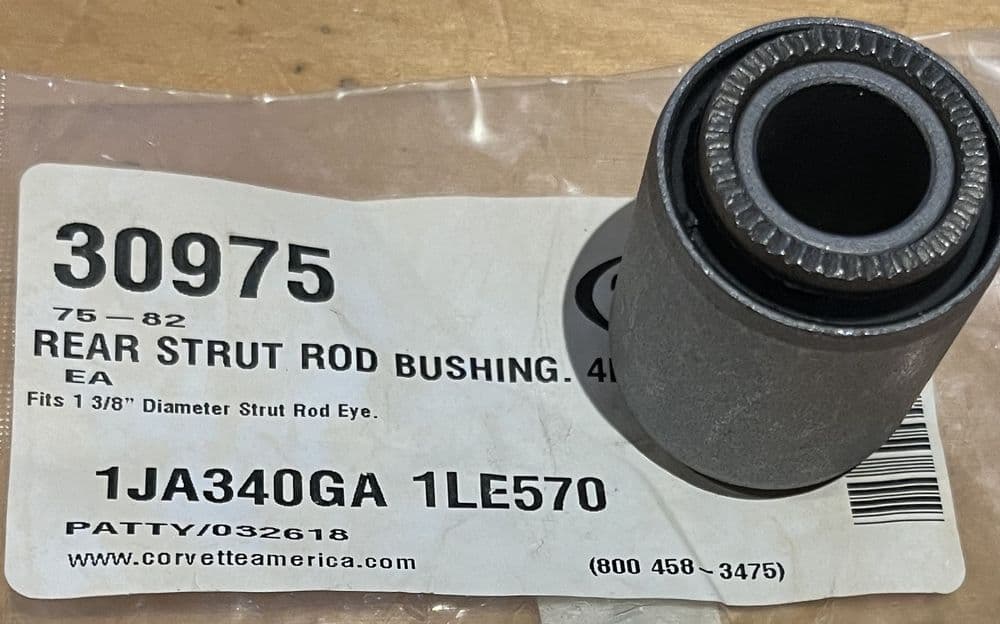 30975
75-82
REAR STRUT ROD BUSHING.
EA
Fits 1 3/8" Diameter Strut Rod Eye.
1JA340GA 1LE570
PATTY/032618
www.corvetteamerica.com
(800 458-3475)